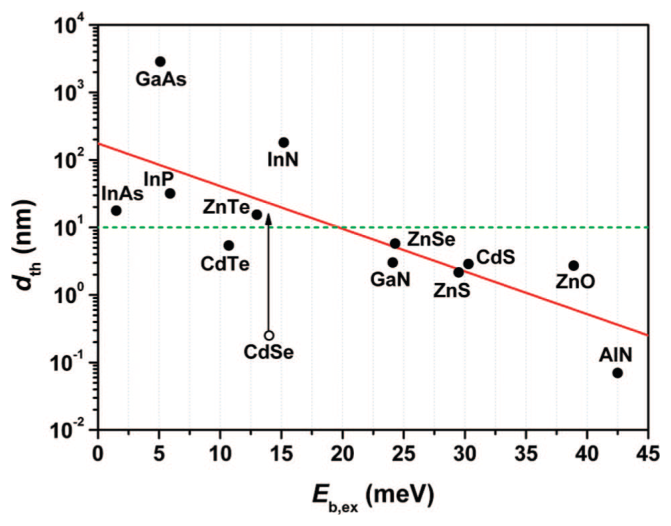 10^4
GaAs
10^3
InN
10^2
InP
InAs
ZnTe
10^1
ZnSe
CdTe
GaN
CdS
ZnS
ZnO
10^0
CdSe
AlN
10^-1
10^-2
0 5 10 15 20 25 30 35 40 45
d_th (nm)
E_b,ex (meV)